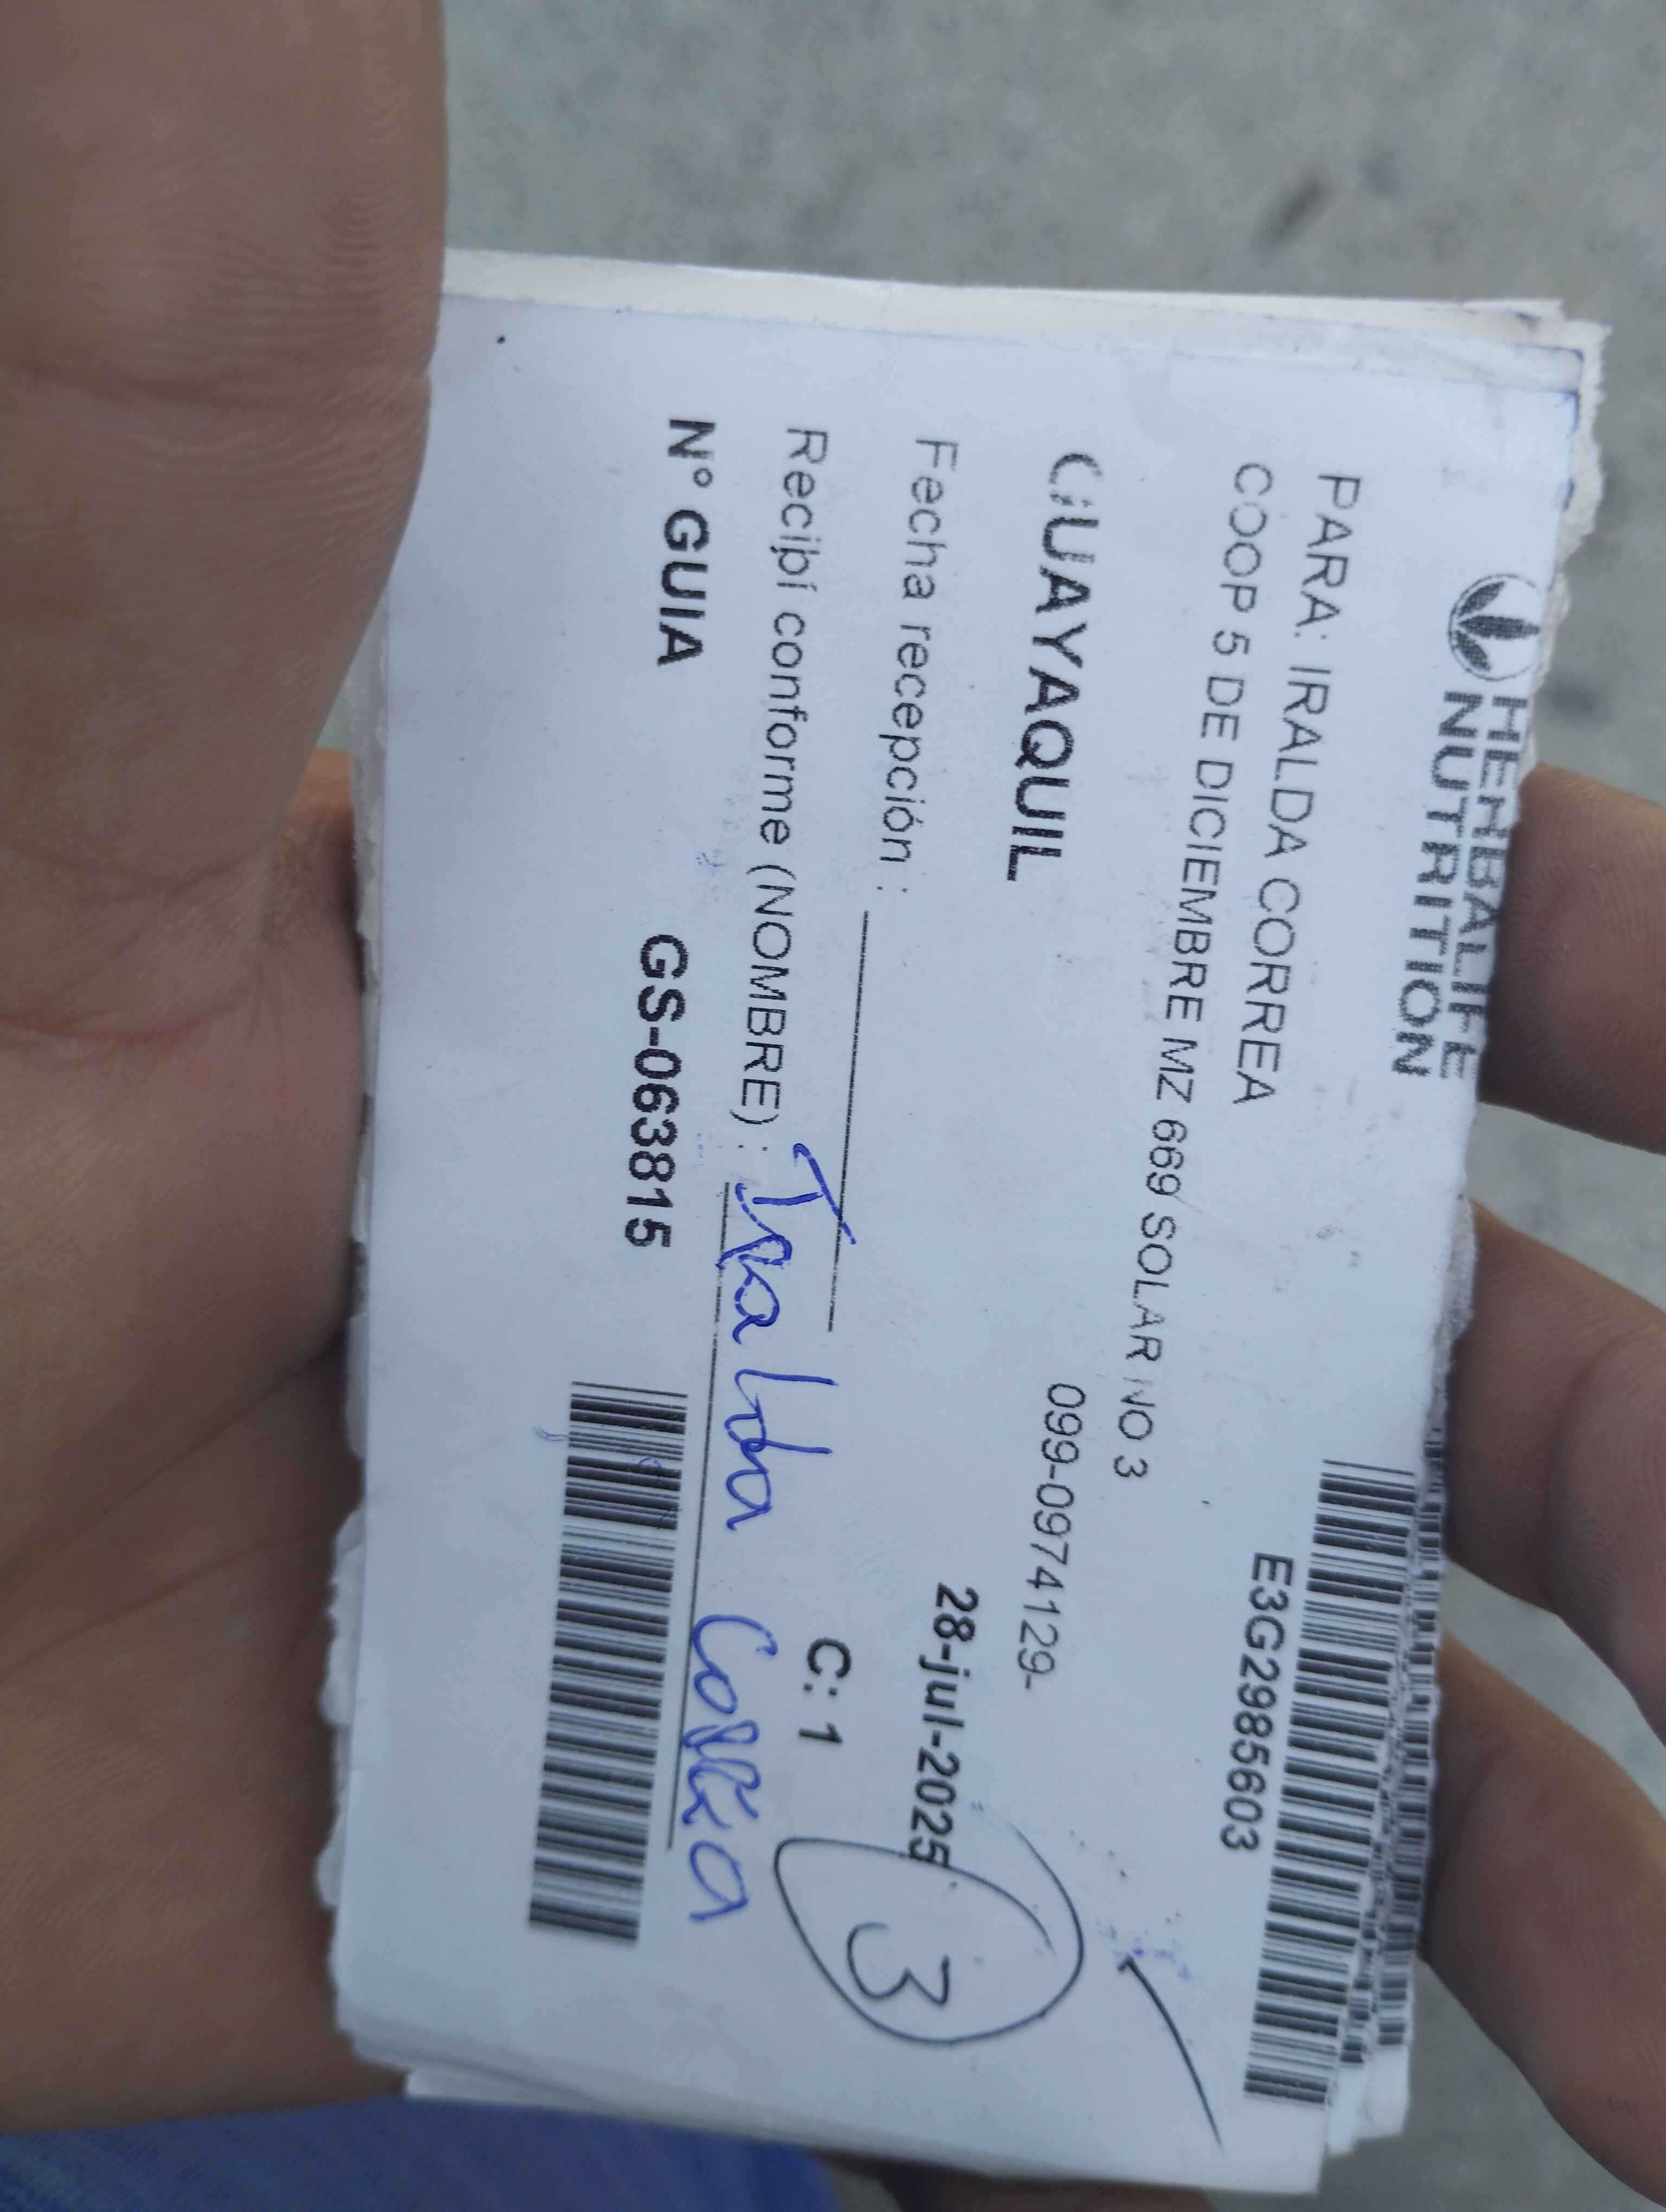 HERBALIFE
NUTRITION
E3G2985603
PARA: IRALDA CORREA
COOP 5 DE DICIEMBRE MZ 669 SOLAR NO 3
099-0974129-
GUAYAQUIL
28-jul-2025
Fecha recepción :
C: 1
3
Recibí conforme (NOMBRE) : Iralda Correa
N° GUIA GS-063815